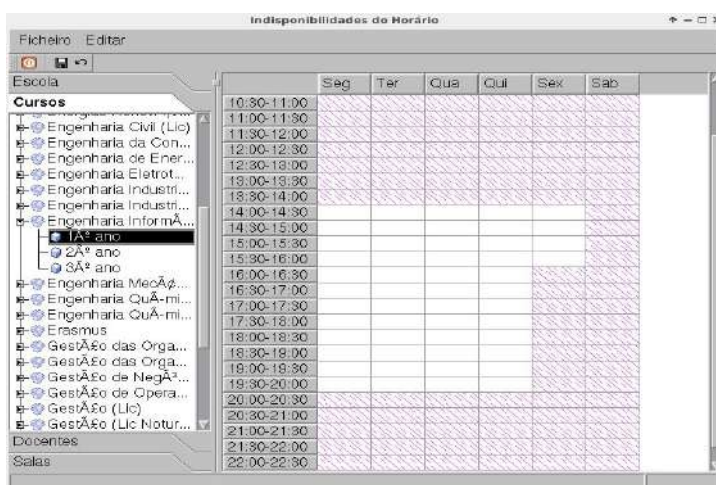 Indisponibilidades do Horário
Ficheiro Editar
Escola
Cursos
Engenharia Civil (Lic)
Engenharia da Con...
Engenharia de Ener...
Engenharia Eletrot...
Engenharia Industri...
Engenharia Industri...
Engenharia InformÃ...
1Âº ano
2Âº ano
3Âº ano
Engenharia MecÃ¢...
Engenharia QuÃ­mi...
Engenharia QuÃ­mi...
Erasmus
GestÃ£o das Orga...
GestÃ£o das Orga...
GestÃ£o de NegÃ³...
GestÃ£o de Opera...
GestÃ£o (Lic)
GestÃ£o (Lic Notur...
Docentes
Salas
Seg Ter Qua Qui Sex Sab
10:30-11:00
11:00-11:30
11:30-12:00
12:00-12:30
12:30-13:00
13:00-13:30
13:30-14:00
14:00-14:30
14:30-15:00
15:00-15:30
15:30-16:00
16:00-16:30
16:30-17:00
17:00-17:30
17:30-18:00
18:00-18:30
18:30-19:00
19:00-19:30
19:30-20:00
20:00-20:30
20:30-21:00
21:00-21:30
21:30-22:00
22:00-22:30